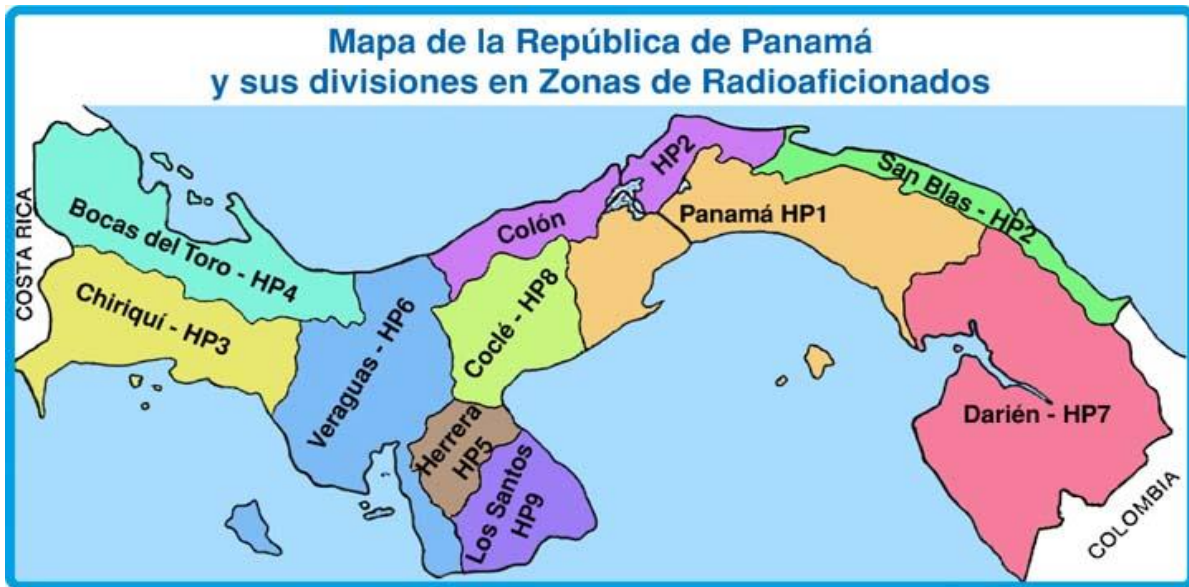 Mapa de la República de Panamá
y sus divisiones en Zonas de Radioaficionados
COSTA RICA
Bocas del Toro - HP4
Chiriquí - HP3
Veraguas - HP6
Colón
HP2
Coclé - HP8
Herrera
HP5
Los Santos
HP9
Panamá HP1
San Blas - HP2
Darién - HP7
COLOMBIA